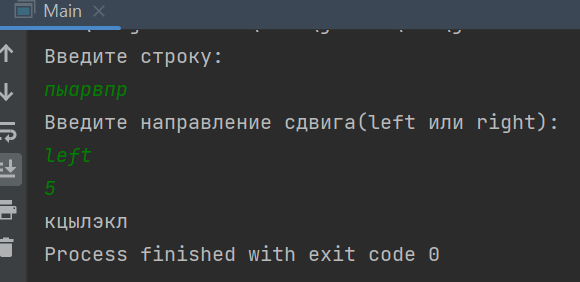 Main
Введите строку:
пыарвпр
Введите направление сдвига(left или right):
left
5
кцылэкл
Process finished with exit code 0